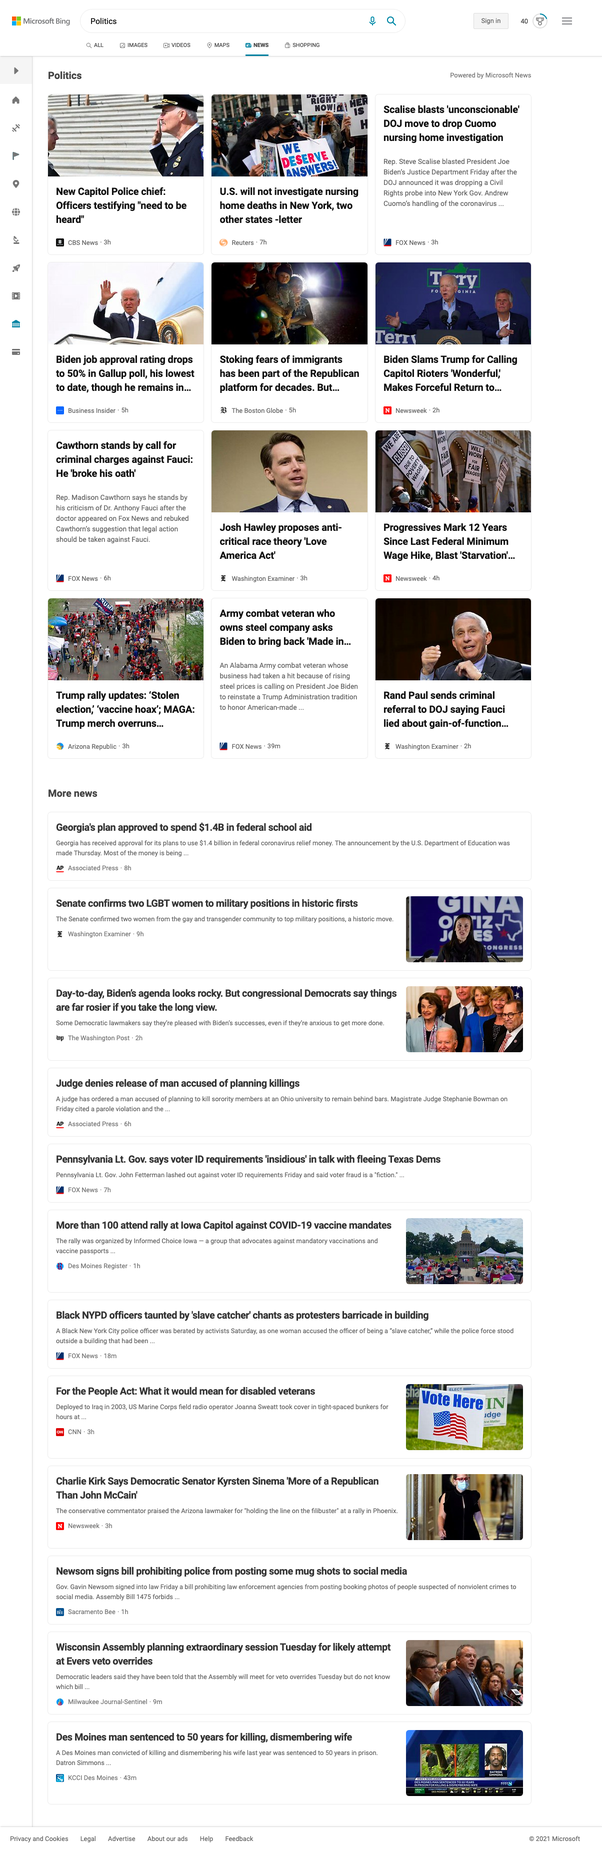 Microsoft Bing
Politics
Sign in
40
ALL
IMAGES
VIDEOS
MAPS
NEWS
SHOPPING
Politics
Powered by Microsoft News
New Capitol Police chief:
Officers testifying "need to be
heard"
CBS News · 3h
WE
DESERVE
ANSWERS!
U.S. will not investigate nursing
home deaths in New York, two
other states -letter
Reuters · 7h
Scalise blasts 'unconscionable'
DOJ move to drop Cuomo
nursing home investigation
Rep. Steve Scalise blasted President Joe
Biden's Justice Department Friday after the
DOJ announced it was dropping a Civil
Rights probe into New York Gov. Andrew
Cuomo's handling of the coronavirus ...
FOX News · 3h
Biden job approval rating drops
to 50% in Gallup poll, his lowest
to date, though he remains in...
Business Insider · 5h
Stoking fears of immigrants
has been part of the Republican
platform for decades. But...
The Boston Globe · 5h
Terry
Biden Slams Trump for Calling
Capitol Rioters 'Wonderful,'
Makes Forceful Return to...
Newsweek · 2h
Cawthorn stands by call for
criminal charges against Fauci:
He 'broke his oath'
Rep. Madison Cawthorn says he stands by
his criticism of Dr. Anthony Fauci after the
doctor appeared on Fox News and rebuked
Cawthorn's suggestion that legal action
should be taken against Fauci.
FOX News · 6h
Josh Hawley proposes anti-
critical race theory 'Love
America Act'
Washington Examiner · 3h
Progressives Mark 12 Years
Since Last Federal Minimum
Wage Hike, Blast 'Starvation'...
Newsweek · 4h
Trump rally updates: 'Stolen
election,' 'vaccine hoax'; MAGA:
Trump merch overruns...
Arizona Republic · 3h
Army combat veteran who
owns steel company asks
Biden to bring back 'Made in...
An Alabama Army combat veteran whose
business had taken a hit because of rising
steel prices is calling on President Joe Biden
to reinstate a Trump Administration tradition
to honor American-made ...
FOX News · 39m
Rand Paul sends criminal
referral to DOJ saying Fauci
lied about gain-of-function...
Washington Examiner · 2h
More news
Georgia's plan approved to spend $1.4B in federal school aid
Georgia has received approval for its plans to use $1.4 billion in federal coronavirus relief money. The announcement by the U.S. Department of Education was
made Thursday. Most of the money is being ...
AP Associated Press · 8h
Senate confirms two LGBT women to military positions in historic firsts
The Senate confirmed two women from the gay and transgender community to top military positions, a historic move.
Washington Examiner · 9h
GINA
ORTIZ
JONES
CONGRESS
Day-to-day, Biden's agenda looks rocky. But congressional Democrats say things
are far rosier if you take the long view.
Some Democratic lawmakers say they're pleased with Biden's successes, even if they're anxious to get more done.
wp The Washington Post · 2h
Judge denies release of man accused of planning killings
A judge has ordered a man accused of planning to kill sorority members at an Ohio university to remain behind bars. Magistrate Judge Stephanie Bowman on
Friday cited a parole violation and the ...
AP Associated Press · 6h
Pennsylvania Lt. Gov. says voter ID requirements 'insidious' in talk with fleeing Texas Dems
Pennsylvania Lt. Gov. John Fetterman lashed out against voter ID requirements Friday and said voter fraud is a "fiction." ...
FOX News · 7h
More than 100 attend rally at Iowa Capitol against COVID-19 vaccine mandates
The rally was organized by Informed Choice Iowa — a group that advocates against mandatory vaccinations and
vaccine passports ...
Des Moines Register · 1h
Black NYPD officers taunted by 'slave catcher' chants as protesters barricade in building
A Black New York City police officer was berated by activists Saturday, as one woman accused the officer of being a "slave catcher," while the police force stood
outside a building that had been ...
FOX News · 18m
For the People Act: What it would mean for disabled veterans
Deployed to Iraq in 2003, US Marine Corps field radio operator Joanna Sweatt took cover in tight-spaced bunkers for
hours at ...
CNN · 3h
Vote Here
Charlie Kirk Says Democratic Senator Kyrsten Sinema 'More of a Republican
Than John McCain'
The conservative commentator praised the Arizona lawmaker for "holding the line on the filibuster" at a rally in Phoenix.
Newsweek · 3h
Newsom signs bill prohibiting police from posting some mug shots to social media
Gov. Gavin Newsom signed into law Friday a bill prohibiting law enforcement agencies from posting booking photos of people suspected of nonviolent crimes to
social media. Assembly Bill 1475 forbids ...
Sacramento Bee · 1h
Wisconsin Assembly planning extraordinary session Tuesday for likely attempt
at Evers veto overrides
Democratic leaders said they have been told that the Assembly will meet for veto overrides Tuesday but do not know
which bill ...
Milwaukee Journal-Sentinel · 9m
Des Moines man sentenced to 50 years for killing, dismembering wife
A Des Moines man convicted of killing and dismembering his wife last year was sentenced to 50 years in prison.
Datron Simmons ...
KCCI Des Moines · 43m
Privacy and Cookies
Legal
Advertise
About our ads
Help
Feedback
© 2021 Microsoft